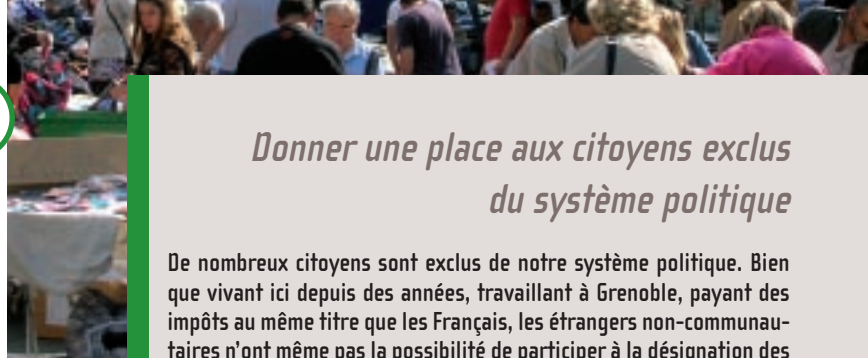 Donner une place aux citoyens exclus
du système politique
De nombreux citoyens sont exclus de notre système politique. Bien
que vivant ici depuis des années, travaillant à Grenoble, payant des
impôts au même titre que les Français, les étrangers non-communau-
taires n'ont même pas la possibilité de participer à la désignation des